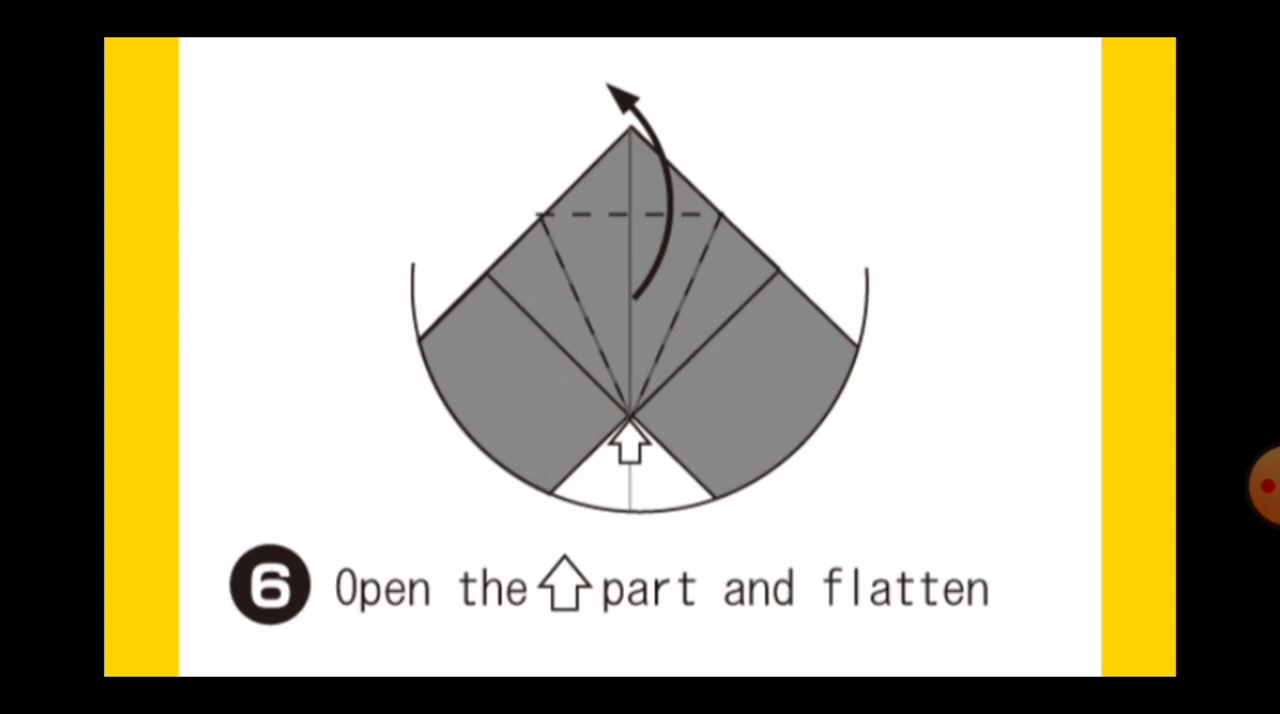 6 Open the ⇧ part and flatten